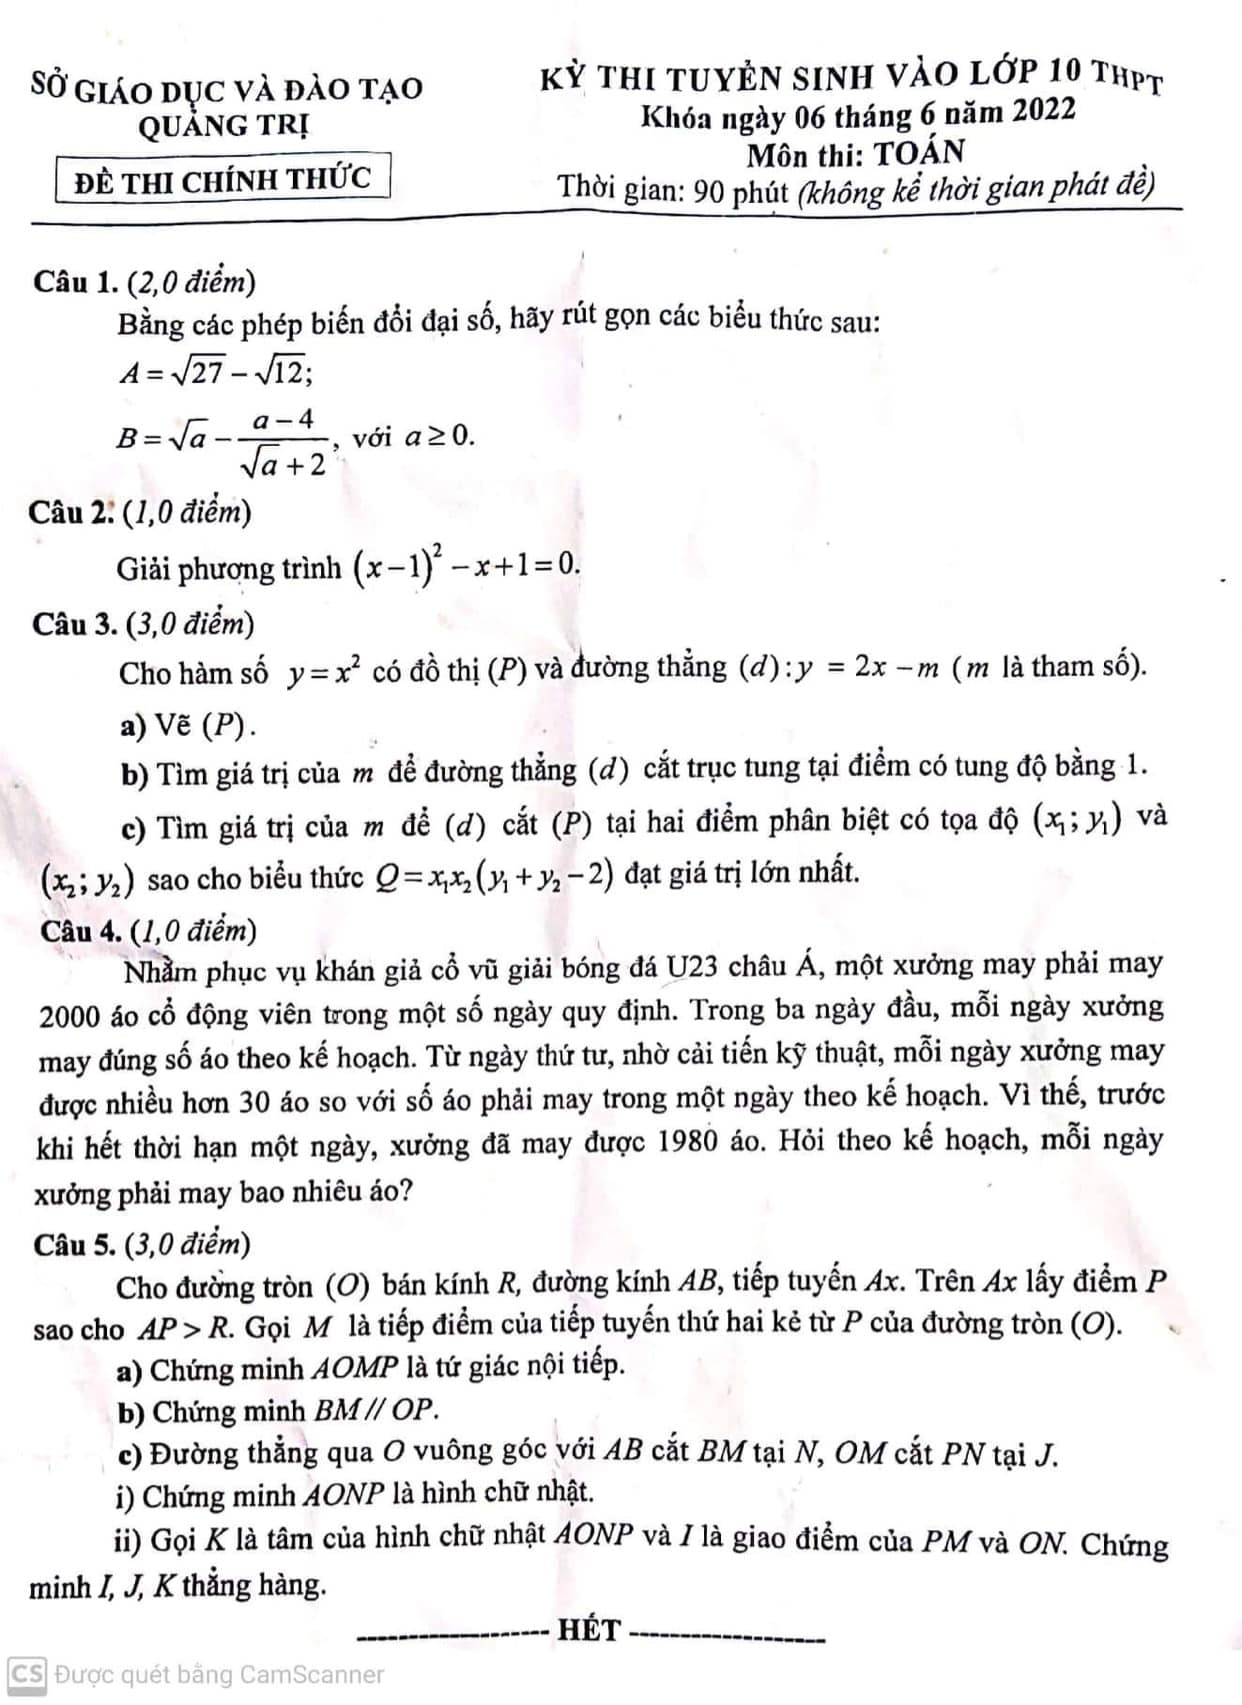 SỞ GIÁO DỤC VÀ ĐÀO TẠO
QUẢNG TRỊ
ĐỀ THI CHÍNH THỨC
KỲ THI TUYỂN SINH VÀO LỚP 10 THPT
Khóa ngày 06 tháng 6 năm 2022
Môn thi: TOÁN
Thời gian: 90 phút (không kể thời gian phát đề)
Câu 1. (2,0 điểm)
Bằng các phép biến đổi đại số, hãy rút gọn các biểu thức sau:
A = √27 − √12;
B = √a − (a − 4)/(√a + 2), với a ≥ 0.
Câu 2. (1,0 điểm)
Giải phương trình (x−1)² − x+1 = 0.
Câu 3. (3,0 điểm)
Cho hàm số y = x² có đồ thị (P) và đường thẳng (d): y = 2x − m (m là tham số).
a) Vẽ (P).
b) Tìm giá trị của m để đường thẳng (d) cắt trục tung tại điểm có tung độ bằng 1.
c) Tìm giá trị của m để (d) cắt (P) tại hai điểm phân biệt có tọa độ (x₁; y₁) và
(x₂; y₂) sao cho biểu thức Q = x₁x₂(y₁ + y₂ − 2) đạt giá trị lớn nhất.
Câu 4. (1,0 điểm)
Nhằm phục vụ khán giả cổ vũ giải bóng đá U23 châu Á, một xưởng may phải may
2000 áo cổ động viên trong một số ngày quy định. Trong ba ngày đầu, mỗi ngày xưởng
may đúng số áo theo kế hoạch. Từ ngày thứ tư, nhờ cải tiến kỹ thuật, mỗi ngày xưởng may
được nhiều hơn 30 áo so với số áo phải may trong một ngày theo kế hoạch. Vì thế, trước
khi hết thời hạn một ngày, xưởng đã may được 1980 áo. Hỏi theo kế hoạch, mỗi ngày
xưởng phải may bao nhiêu áo?
Câu 5. (3,0 điểm)
Cho đường tròn (O) bán kính R, đường kính AB, tiếp tuyến Ax. Trên Ax lấy điểm P
sao cho AP > R. Gọi M là tiếp điểm của tiếp tuyến thứ hai kẻ từ P của đường tròn (O).
a) Chứng minh AOMP là tứ giác nội tiếp.
b) Chứng minh BM // OP.
c) Đường thẳng qua O vuông góc với AB cắt BM tại N, OM cắt PN tại J.
i) Chứng minh AONP là hình chữ nhật.
ii) Gọi K là tâm của hình chữ nhật AONP và I là giao điểm của PM và ON. Chứng
minh I, J, K thẳng hàng.
HẾT
CS Được quét bằng CamScanner